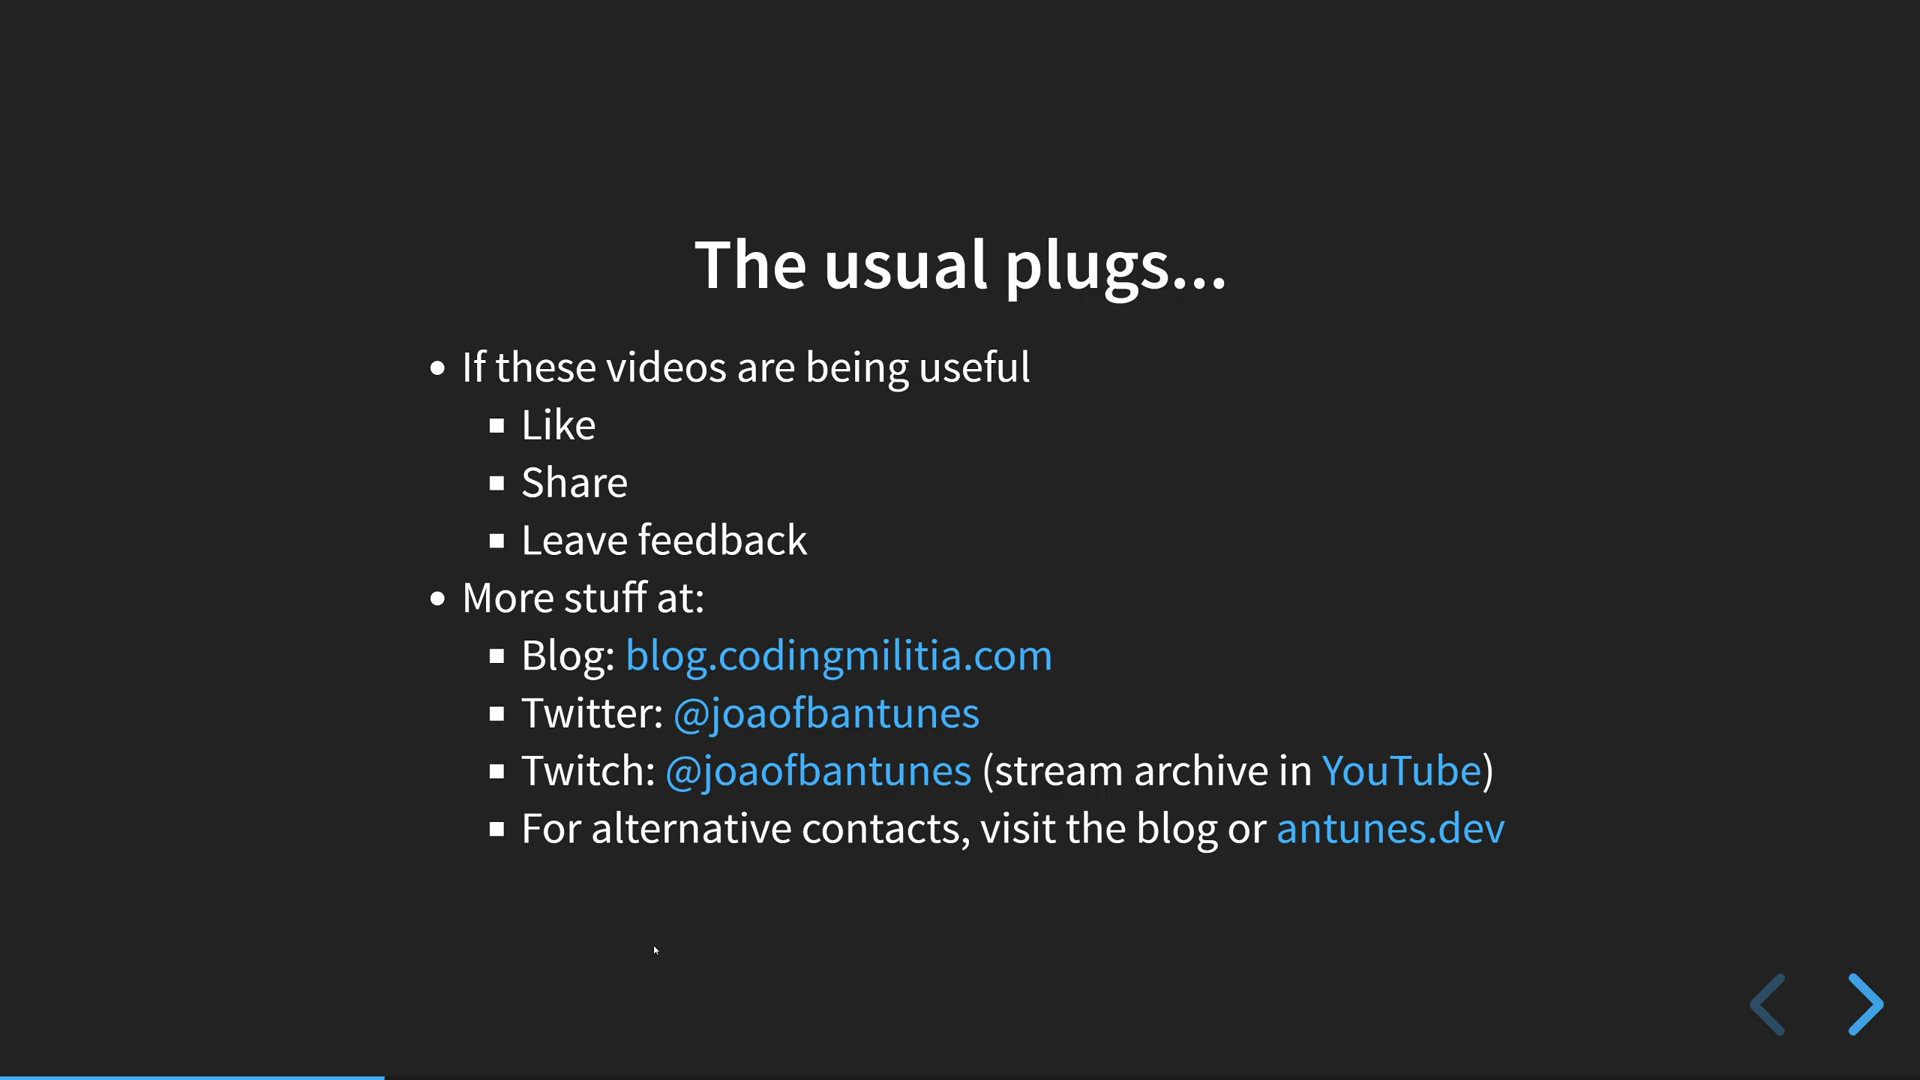 The usual plugs...
If these videos are being useful
Like
Share
Leave feedback
More stuff at:
Blog: blog.codingmilitia.com
Twitter: @joaofbantunes
Twitch: @joaofbantunes (stream archive in YouTube)
For alternative contacts, visit the blog or antunes.dev